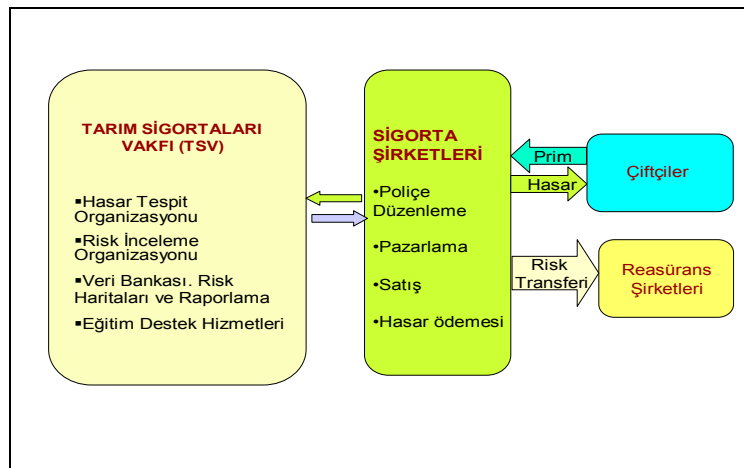 TARIM SİGORTALARI
VAKFI (TSV)
▪Hasar Tespit
Organizasyonu
▪Risk İnceleme
Organizasyonu
▪Veri Bankası. Risk
Haritaları ve Raporlama
▪Eğitim Destek Hizmetleri
SİGORTA
ŞİRKETLERİ
•Poliçe
Düzenleme
•Pazarlama
•Satış
•Hasar ödemesi
Prim
Hasar
Çiftçiler
Risk
Transferi
Reasürans
Şirketleri